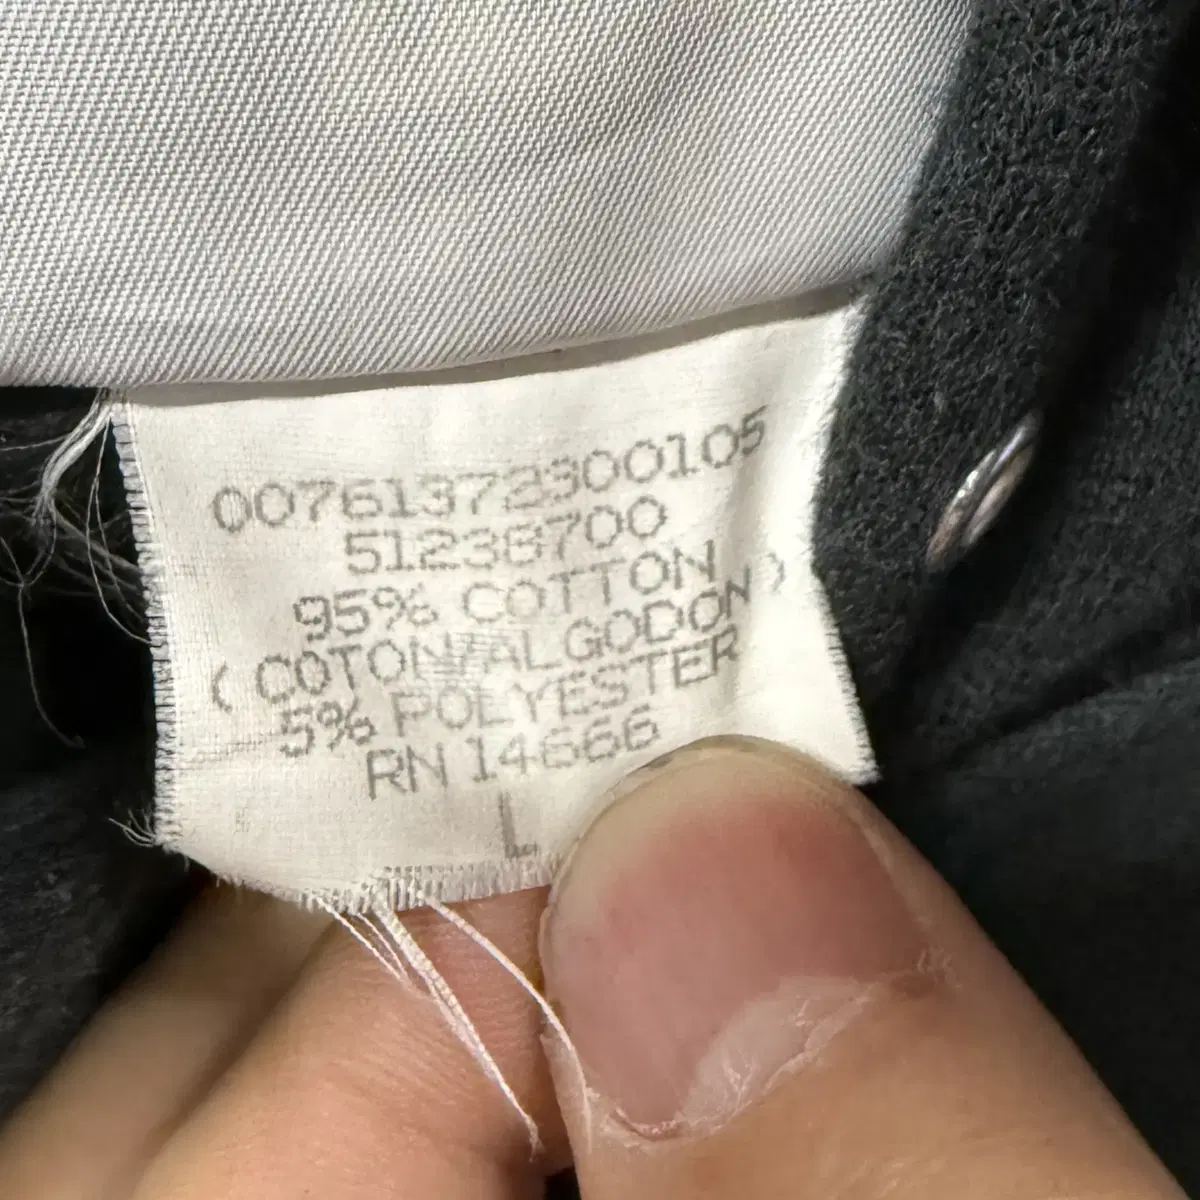 00761372300105
51238700
95% COTTON
( COTON/ALGODON )
5% POLYESTER
RN 14666
L